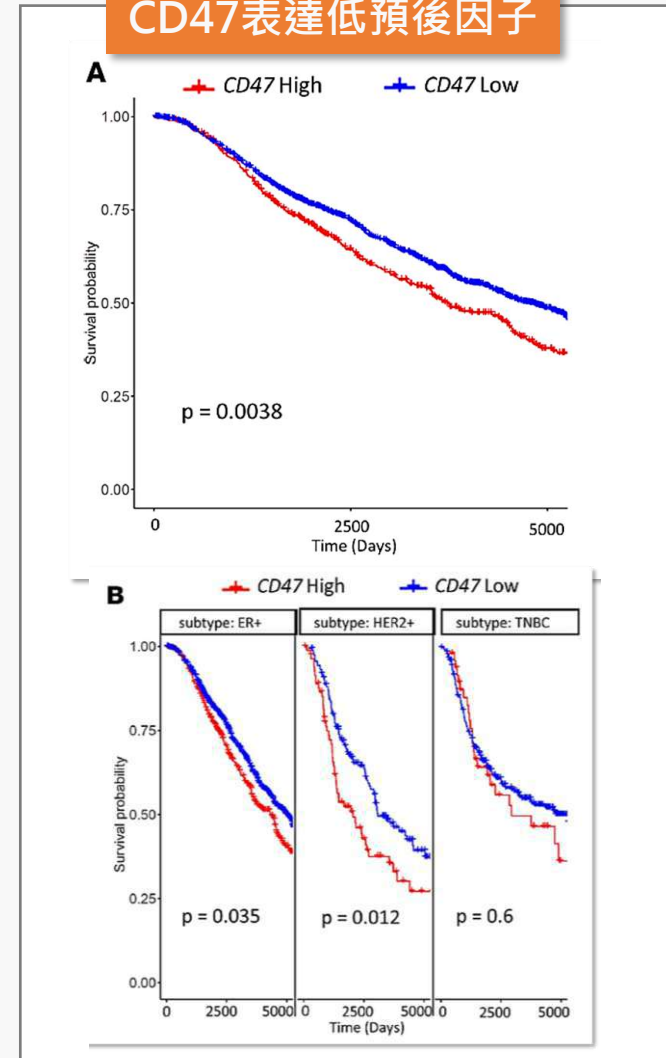 CD47表達低預後因子
A
CD47 High CD47 Low
1.00
0.75
0.50
0.25
0.00
Survival probability
p = 0.0038
0 2500 5000
Time (Days)
B
CD47 High CD47 Low
subtype: ER+ subtype: HER2+ subtype: TNBC
1.00
0.75
0.50
0.25
0.00
Survival probability
p = 0.035 p = 0.012 p = 0.6
0 2500 5000 0 2500 5000 0 2500 5000
Time (Days)